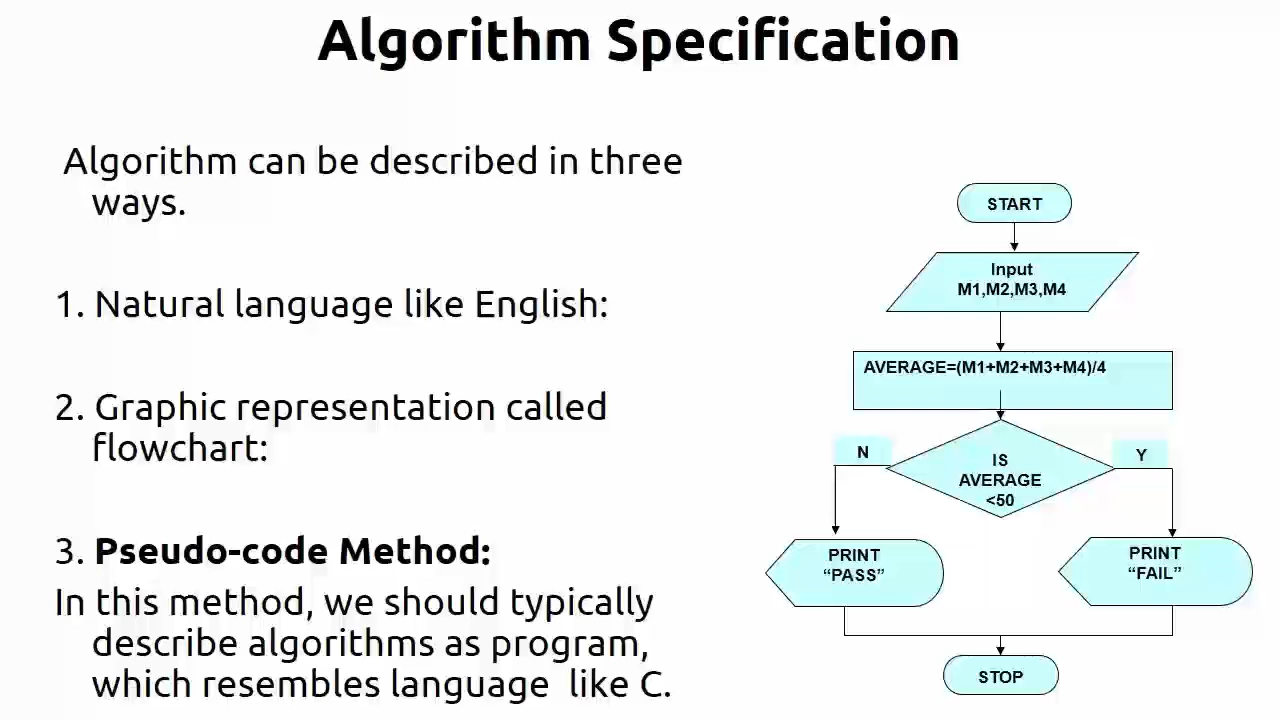 Algorithm Specification
Algorithm can be described in three
ways.
1. Natural language like English:
2. Graphic representation called
flowchart:
3. Pseudo-code Method:
In this method, we should typically
describe algorithms as program,
which resembles language like C.
START
Input
M1,M2,M3,M4
AVERAGE=(M1+M2+M3+M4)/4
IS
AVERAGE
<50
N
Y
PRINT
“PASS”
PRINT
“FAIL”
STOP